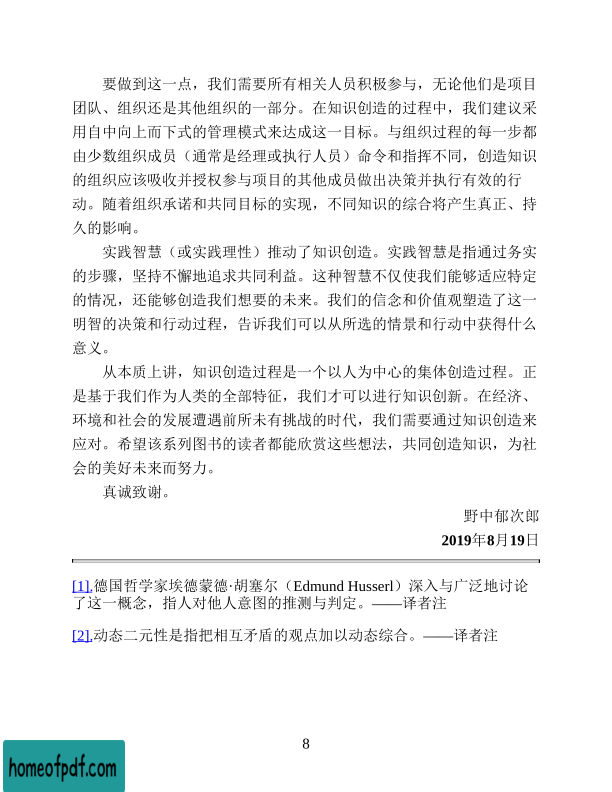 要做到这一点，我们需要所有相关人员积极参与，无论他们是项目
团队、组织还是其他组织的一部分。在知识创造的过程中，我们建议采
用自中向上而下式的管理模式来达成这一目标。与组织过程的每一步都
由少数组织成员（通常是经理或执行人员）命令和指挥不同，创造知识
的组织应该吸收并授权参与项目的其他成员做出决策并执行有效的行
动。随着组织承诺和共同目标的实现，不同知识的综合将产生真正、持
久的影响。
实践智慧（或实践理性）推动了知识创造。实践智慧是指通过务实
的步骤，坚持不懈地追求共同利益。这种智慧不仅使我们能够适应特定
的情况，还能够创造我们想要的未来。我们的信念和价值观塑造了这一
明智的决策和行动过程，告诉我们可以从所选的情景和行动中获得什么
意义。
从本质上讲，知识创造过程是一个以人为中心的集体创造过程。正
是基于我们作为人类的全部特征，我们才可以进行知识创新。在经济、
环境和社会的发展遭遇前所未有挑战的时代，我们需要通过知识创造来
应对。希望该系列图书的读者都能欣赏这些想法，共同创造知识，为社
会的美好未来而努力。
真诚致谢。
野中郁次郎
2019年8月19日
[1].德国哲学家埃德蒙德·胡塞尔（Edmund Husserl）深入与广泛地讨论
了这一概念，指人对他人意图的推测与判定。——译者注
[2].动态二元性是指把相互矛盾的观点加以动态综合。——译者注
8
homeofpdf.com